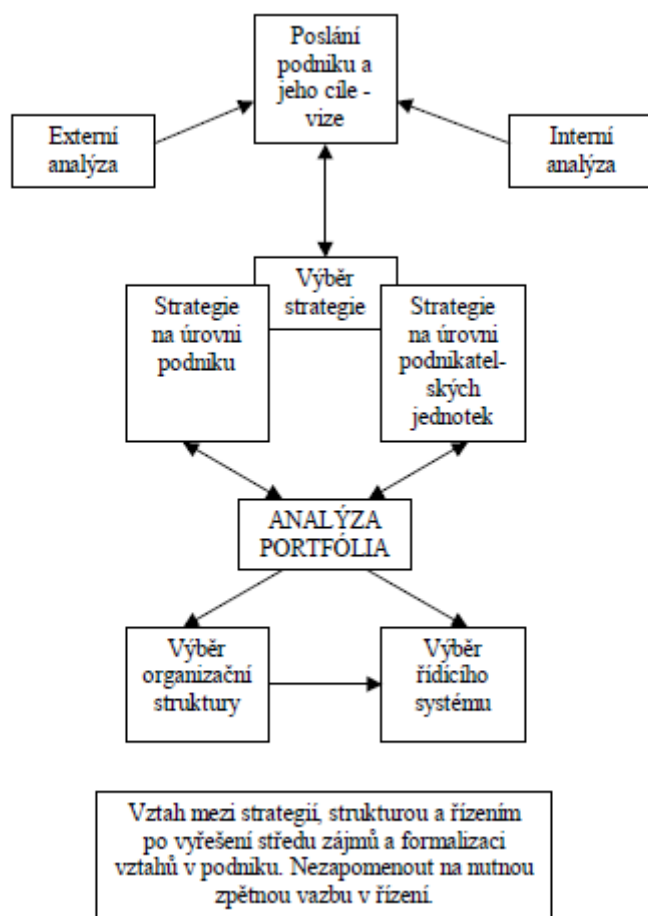 Poslání
podniku a
jeho cíle -
vize
Externí
analýza
Interní
analýza
Výběr
strategie
Strategie
na úrovni
podniku
Strategie
na úrovni
podnikatel-
ských
jednotek
ANALÝZA
PORTFÓLIA
Výběr
organizační
struktury
Výběr
řídícího
systému
Vztah mezi strategií, strukturou a řízením
po vyřešení středu zájmů a formalizaci
vztahů v podniku. Nezapomenout na nutnou
zpětnou vazbu v řízení.